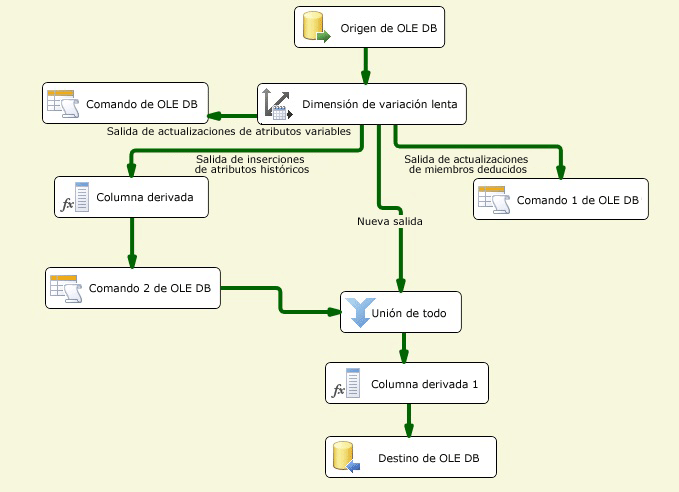 Origen de OLE DB
Comando de OLE DB
Dimensión de variación lenta
Salida de actualizaciones de atributos variables
Salida de inserciones
de atributos históricos
Salida de actualizaciones
de miembros deducidos
fx Columna derivada
Comando 1 de OLE DB
Nueva salida
Comando 2 de OLE DB
Unión de todo
fx Columna derivada 1
Destino de OLE DB